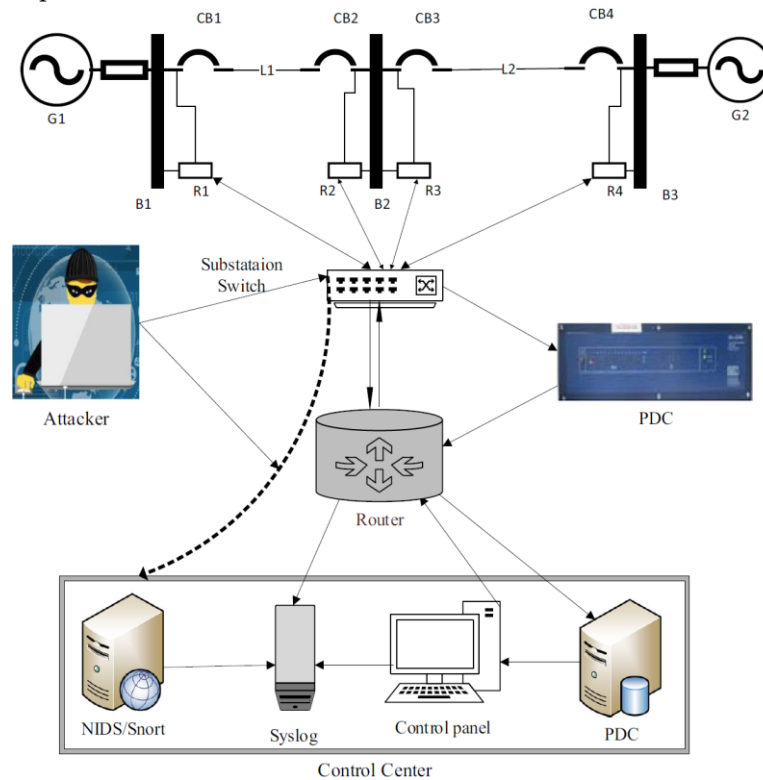 CB1
CB2
CB3
CB4
L1
L2
G1
G2
R1
R2
R3
R4
B1
B2
B3
Substataion
Switch
Attacker
PDC
Router
NIDS/Snort
Syslog
Control panel
PDC
Control Center